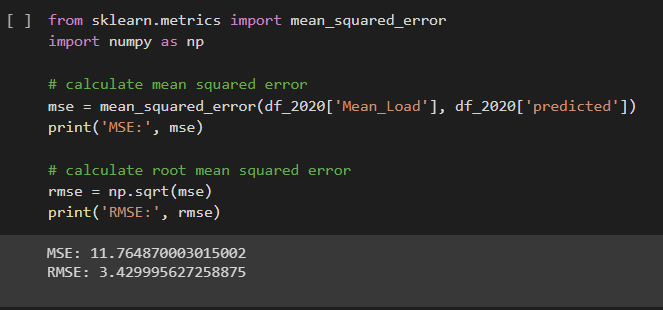 [ ] from sklearn.metrics import mean_squared_error
import numpy as np
# calculate mean squared error
mse = mean_squared_error(df_2020['Mean_Load'], df_2020['predicted'])
print('MSE:', mse)
# calculate root mean squared error
rmse = np.sqrt(mse)
print('RMSE:', rmse)
MSE: 11.764870003015002
RMSE: 3.429995627258875